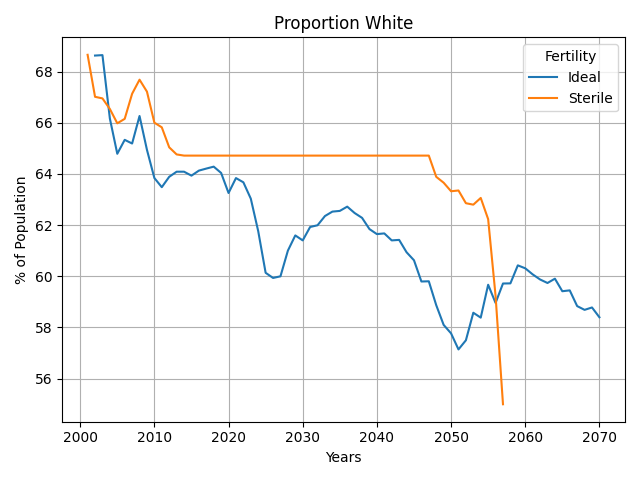 Proportion White
Fertility
Ideal
Sterile
% of Population
68
66
64
62
60
58
56
2000 2010 2020 2030 2040 2050 2060 2070
Years